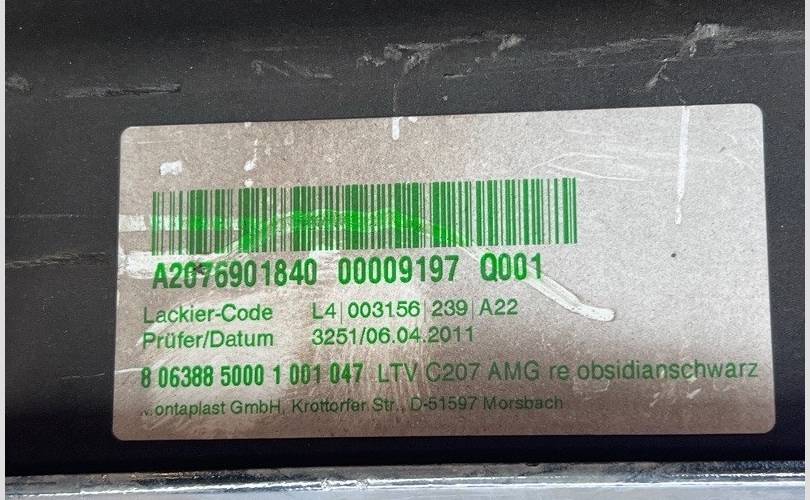 A2076901840 00009197 Q001
Lackier-Code L4|003156|239|A22
Prüfer/Datum 3251/06.04.2011
8 06388 5000 1 001 047 LTV C207 AMG re obsidianschwarz
ontaplast GmbH, Krottorfer Str., D-51597 Morsbach